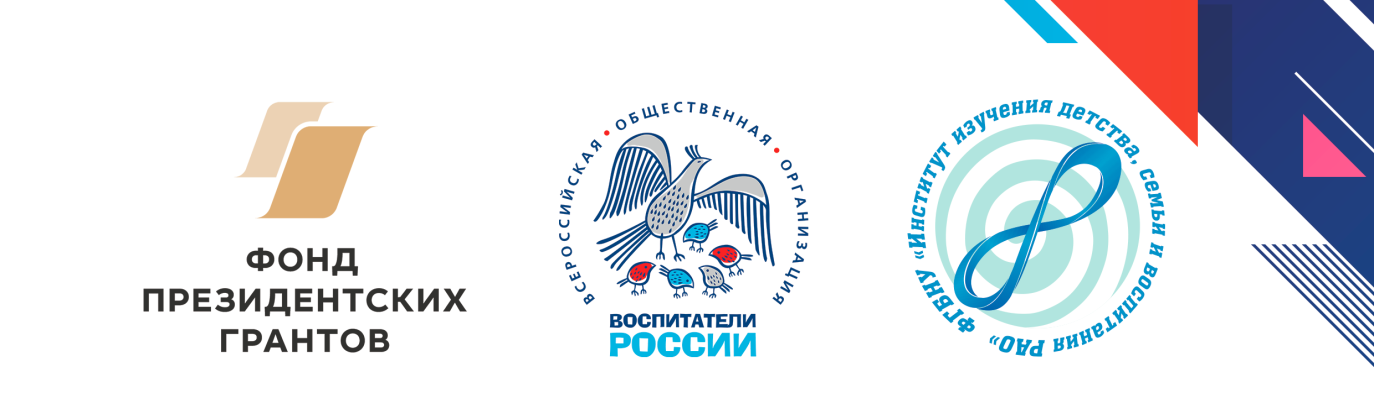 ФОНД
ПРЕЗИДЕНТСКИХ
ГРАНТОВ
ВСЕРОССИЙСКАЯ • ОБЩЕСТВЕННАЯ • ОРГАНИЗАЦИЯ
ВОСПИТАТЕЛИ
РОССИИ
ФГБНУ «Институт изучения детства, семьи и воспитания РАО»